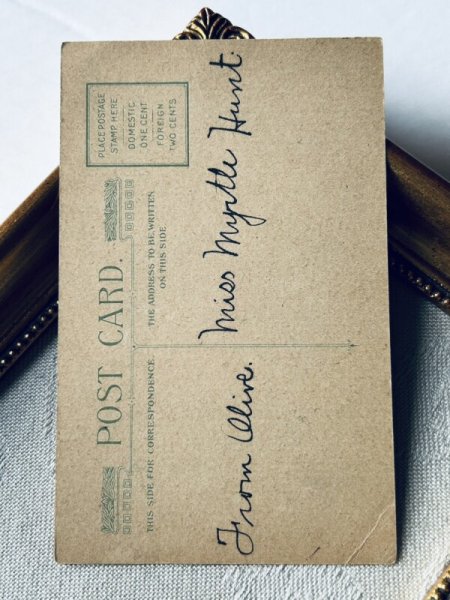 POST CARD.
PLACE POSTAGE
STAMP HERE
DOMESTIC
ONE CENT
FOREIGN
TWO CENTS
THIS SIDE FOR CORRESPONDENCE.
THE ADDRESS TO BE WRITTEN
ON THIS SIDE
From Olive.
Miss Myrtle Hunt.